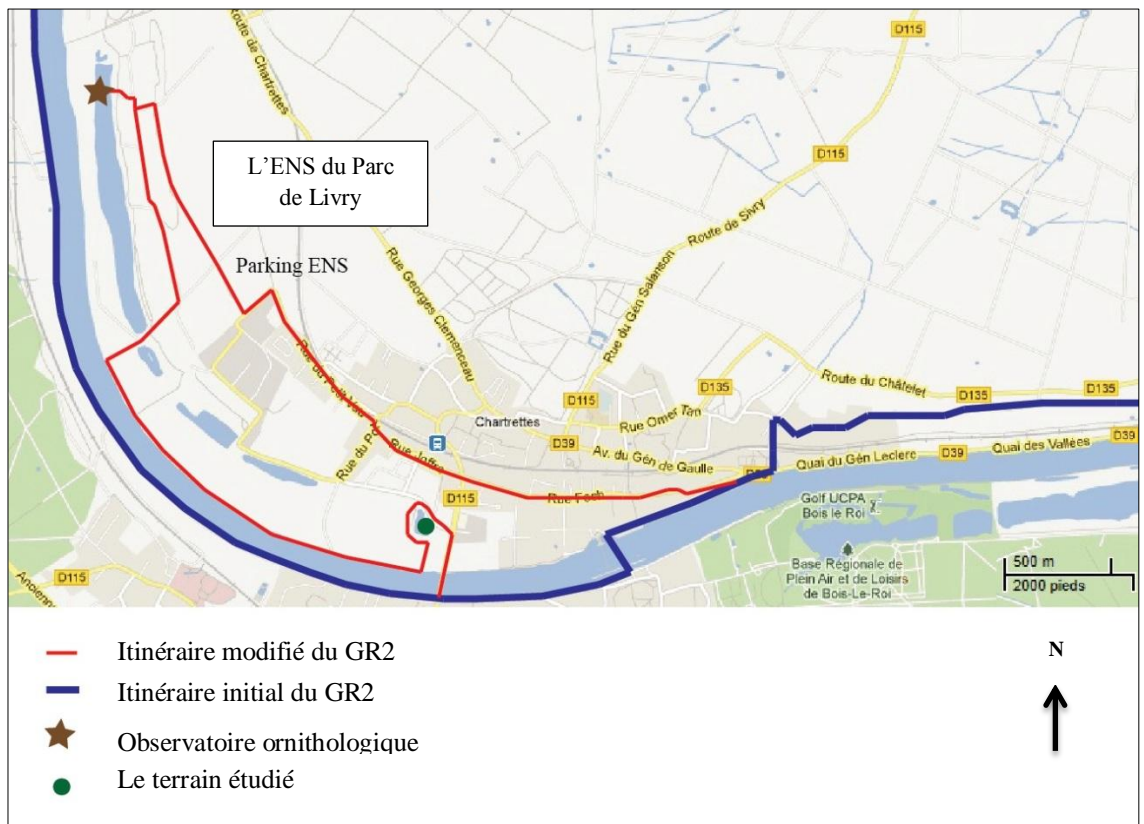 Route de Chartrettes
D115
L'ENS du Parc
de Livry
D115
Route de Sivry
Parking ENS
Rue Georges Clemenceau
Rue du Gén Salanson
Route du Châtelet
D135
D135
D135
Rue du Petit Vau
D115
Chartrettes
Rue Omer Tan
D39
D39
Av. du Gén de Gaulle
Quai des Vallées
Quai du Gén Leclerc
D39
Rue du Po
Rue Joffre
D115
Rue Foch
Golf UCPA
Bois le Roi
Base Régionale de
Plein Air et de Loisirs
de Bois-Le-Roi
500 m
2000 pieds
D115
Itinéraire modifié du GR2
Itinéraire initial du GR2
Observatoire ornithologique
Le terrain étudié
N